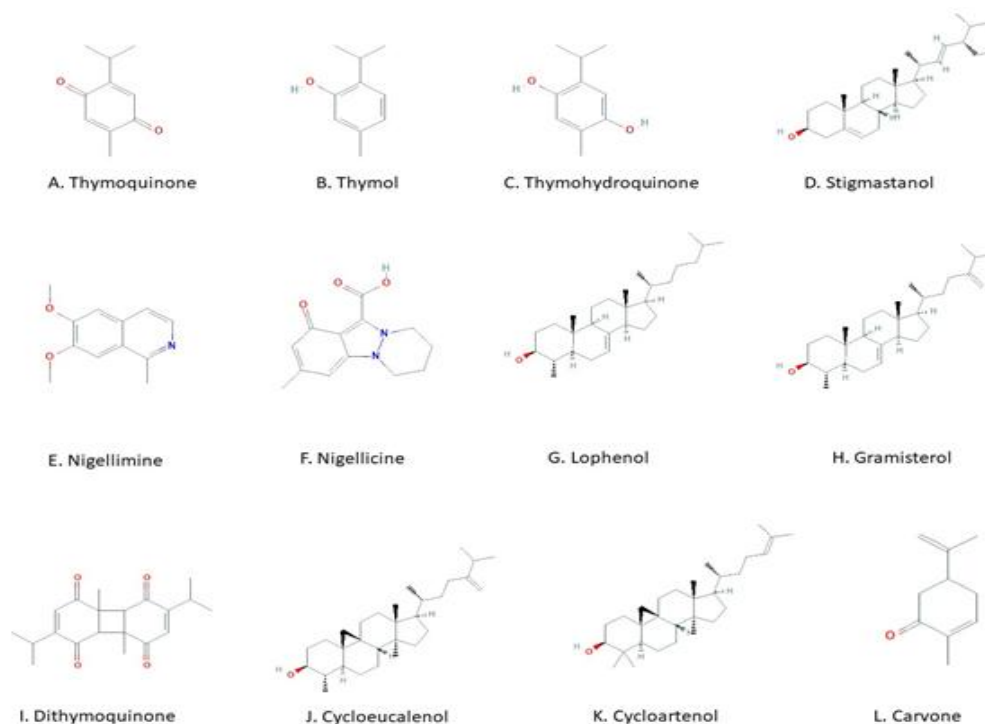 A. Thymoquinone
B. Thymol
C. Thymohydroquinone
D. Stigmastanol
E. Nigellimine
F. Nigellicine
G. Lophenol
H. Gramisterol
I. Dithymoquinone
J. Cycloeucalenol
K. Cycloartenol
L. Carvone